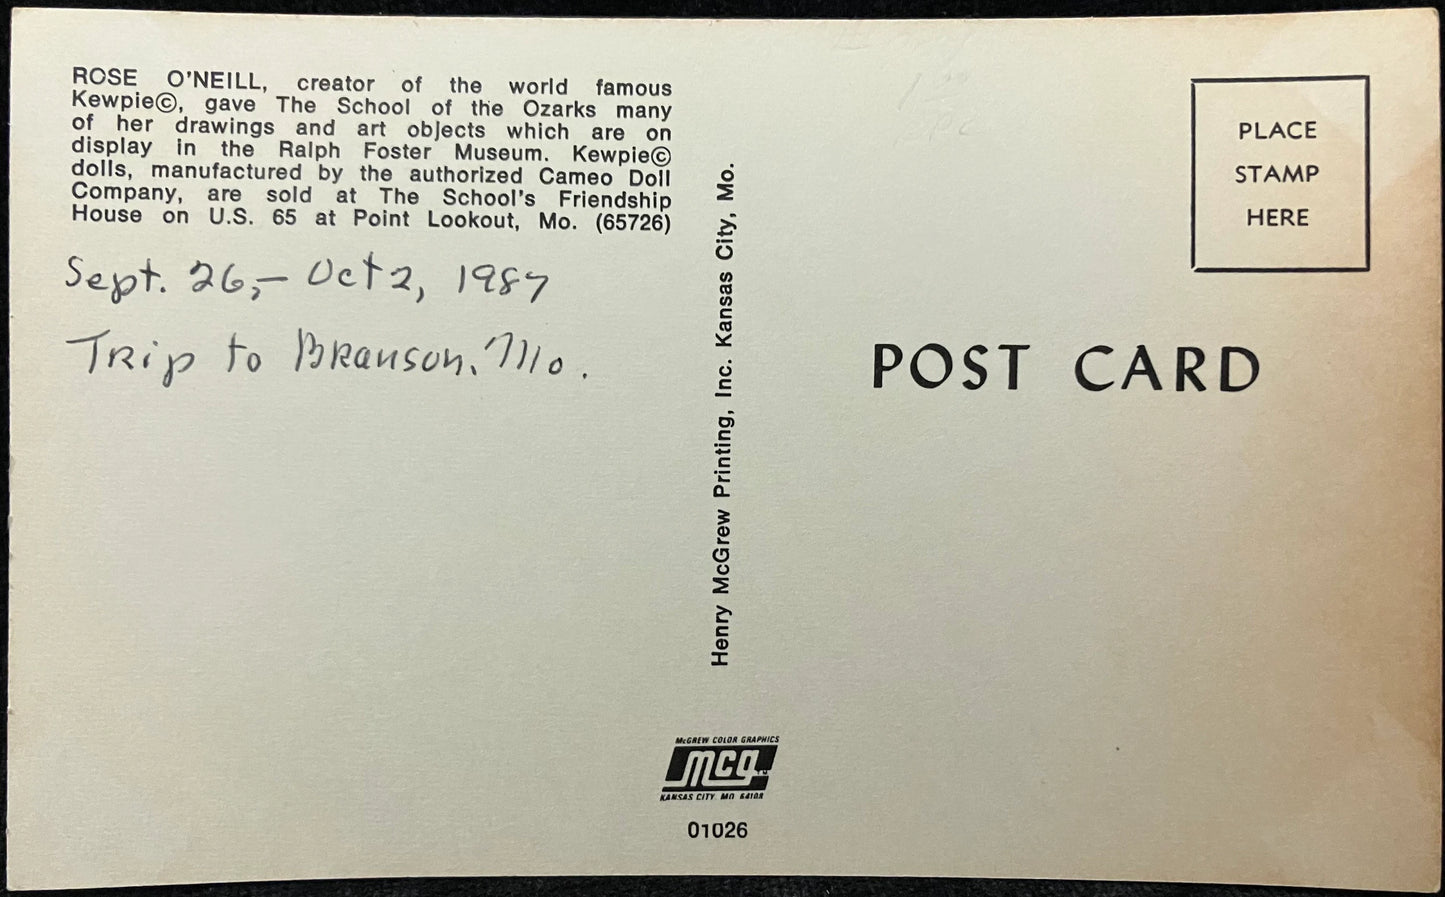 ROSE O'NEILL, creator of the world famous
Kewpie©, gave The School of the Ozarks many
of her drawings and art objects which are on
display in the Ralph Foster Museum. Kewpie©
dolls, manufactured by the authorized Cameo Doll
Company, are sold at The School's Friendship
House on U.S. 65 at Point Lookout, Mo. (65726)
Sept. 26,- Oct 2, 1987
Trip to Branson, Mo.
Henry McGrew Printing, Inc. Kansas City, Mo.
PLACE
STAMP
HERE
POST CARD
McGREW COLOR GRAPHICS
mcg TM
KANSAS CITY, MO 64108
01026